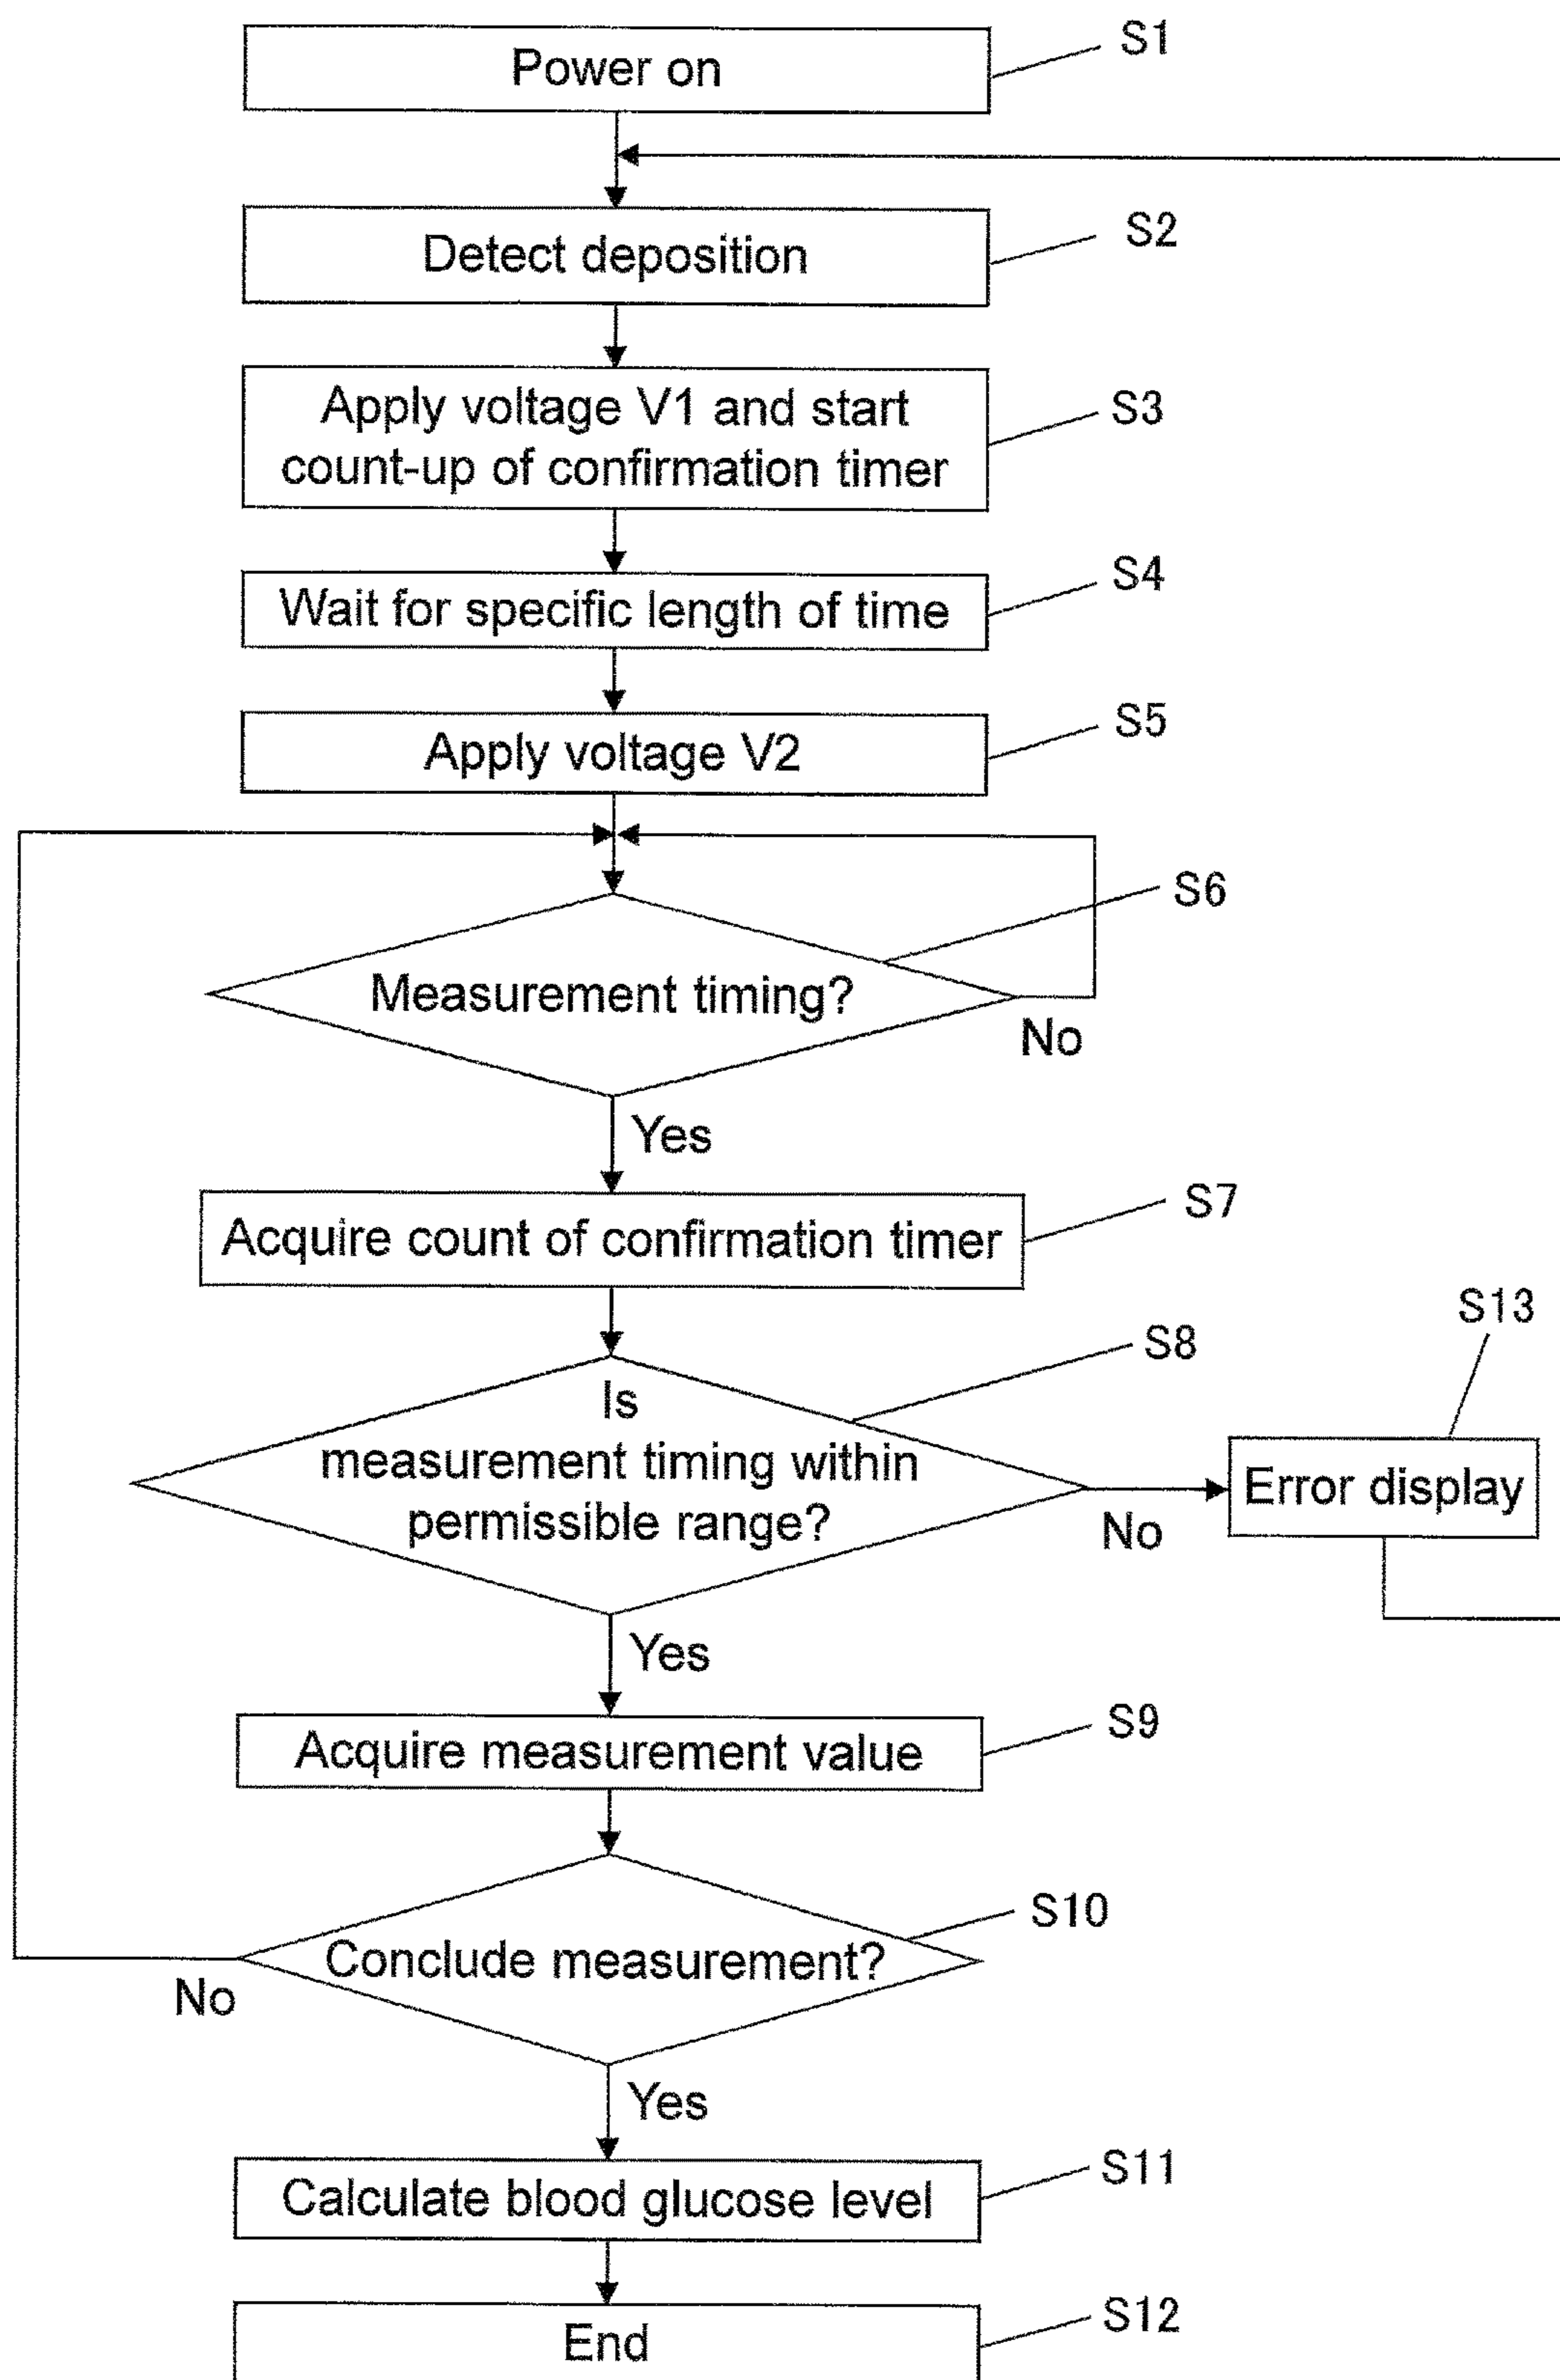 Power on
S1
Detect deposition
S2
Apply voltage V1 and start
count-up of confirmation timer
S3
Wait for specific length of time
S4
Apply voltage V2
S5
S6
Measurement timing?
No
Yes
Acquire count of confirmation timer
S7
S8
Is
measurement timing within
permissible range?
No
S13
Error display
Yes
Acquire measurement value
S9
S10
Conclude measurement?
No
Yes
Calculate blood glucose level
S11
End
S12